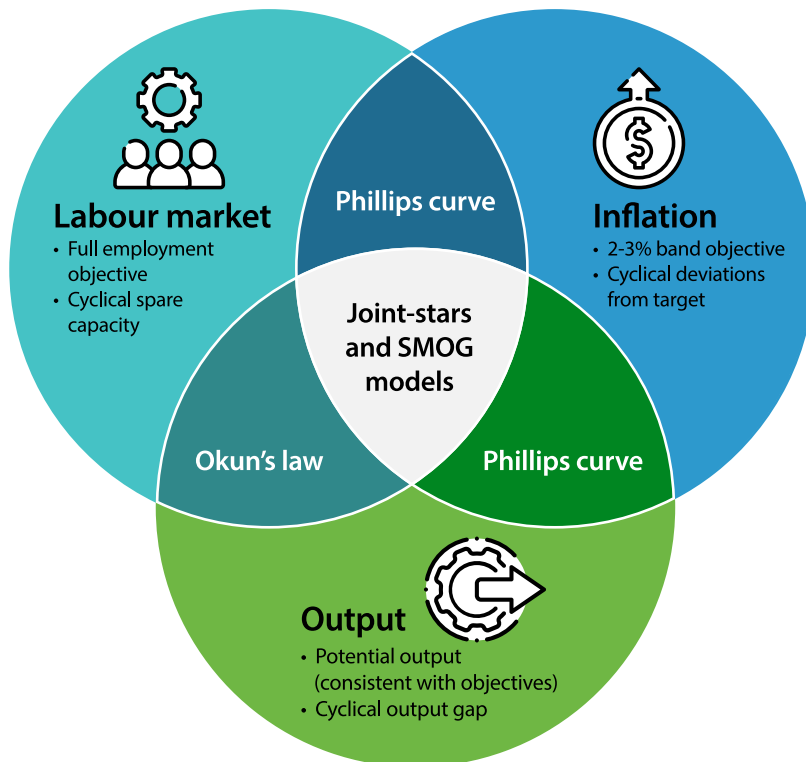 Phillips curve
Labour market
• Full employment
objective
• Cyclical spare
capacity
Inflation
• 2-3% band objective
• Cyclical deviations
from target
Joint-stars
and SMOG
models
Okun's law
Phillips curve
Output
• Potential output
(consistent with objectives)
• Cyclical output gap
$